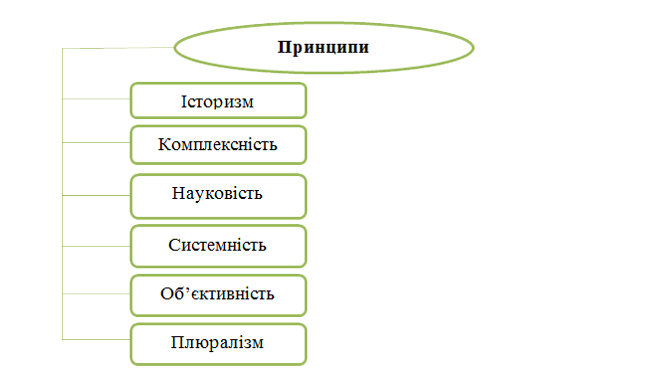 Принципи
Історизм
Комплексність
Науковість
Системність
Об’єктивність
Плюралізм